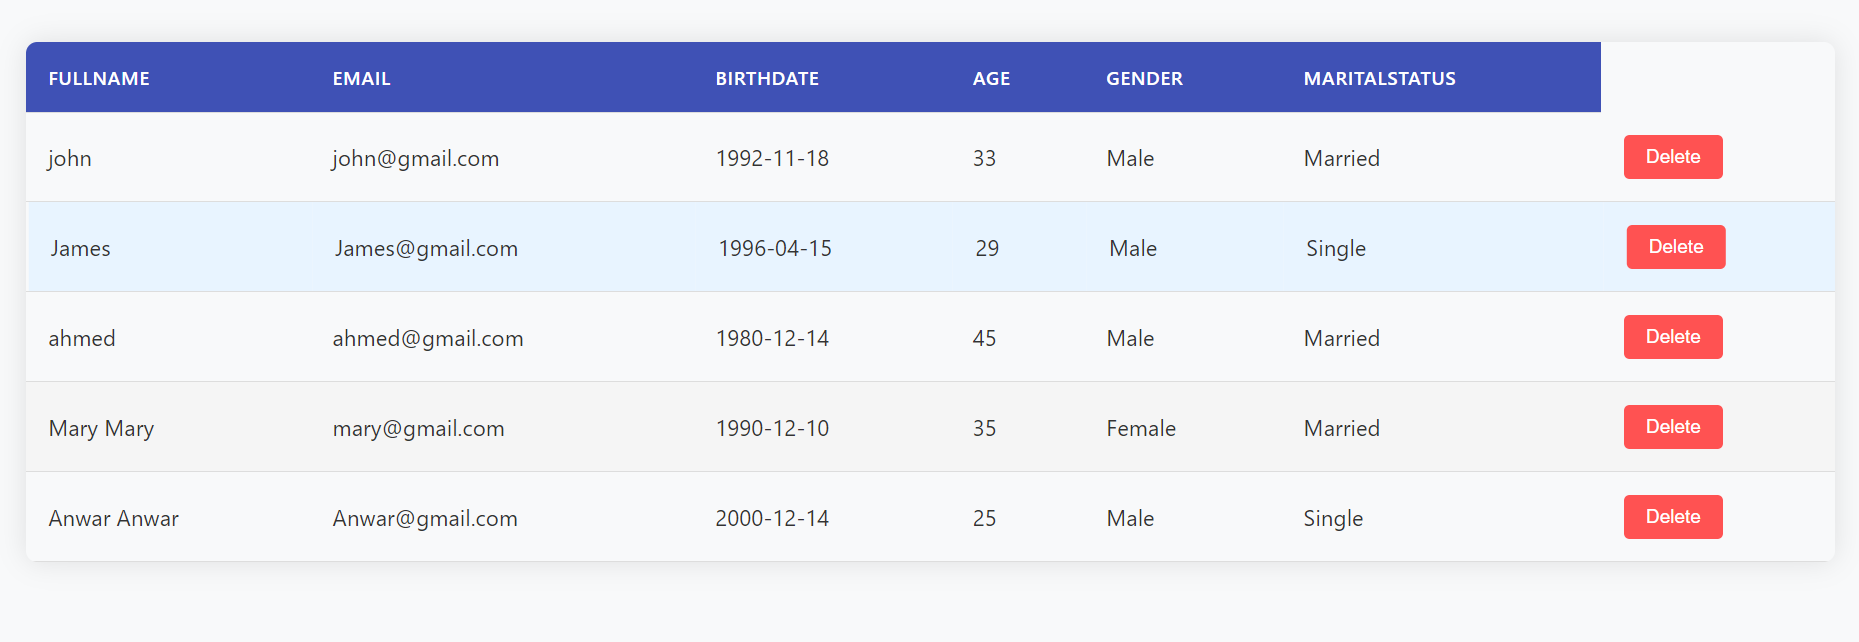 FULLNAME EMAIL BIRTHDATE AGE GENDER MARITALSTATUS
john john@gmail.com 1992-11-18 33 Male Married Delete
James James@gmail.com 1996-04-15 29 Male Single Delete
ahmed ahmed@gmail.com 1980-12-14 45 Male Married Delete
Mary Mary mary@gmail.com 1990-12-10 35 Female Married Delete
Anwar Anwar Anwar@gmail.com 2000-12-14 25 Male Single Delete